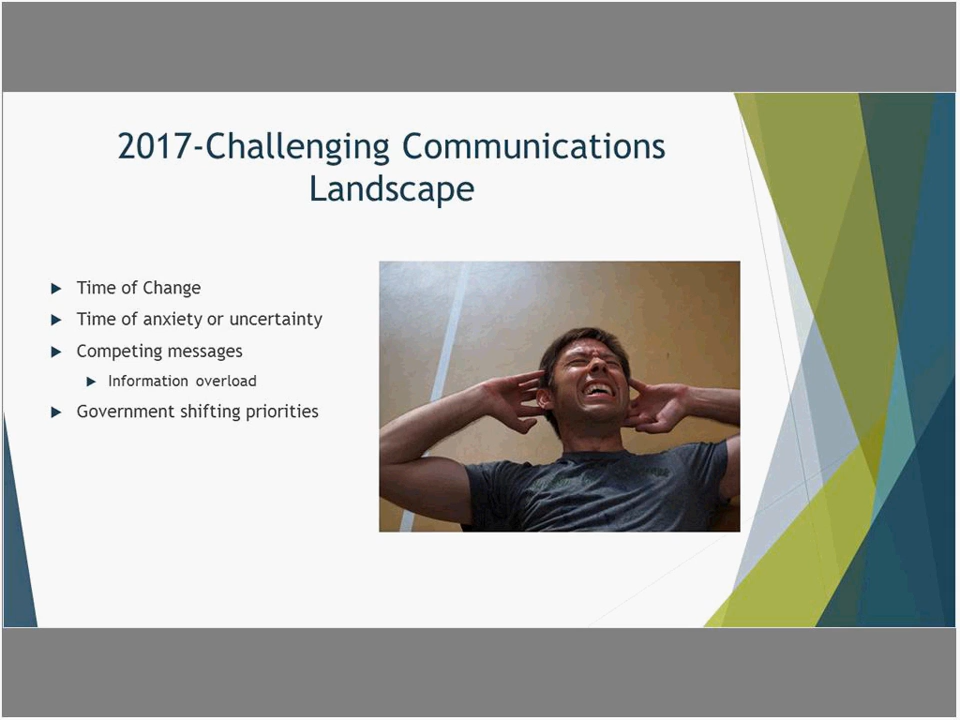 2017-Challenging Communications
Landscape
Time of Change
Time of anxiety or uncertainty
Competing messages
Information overload
Government shifting priorities